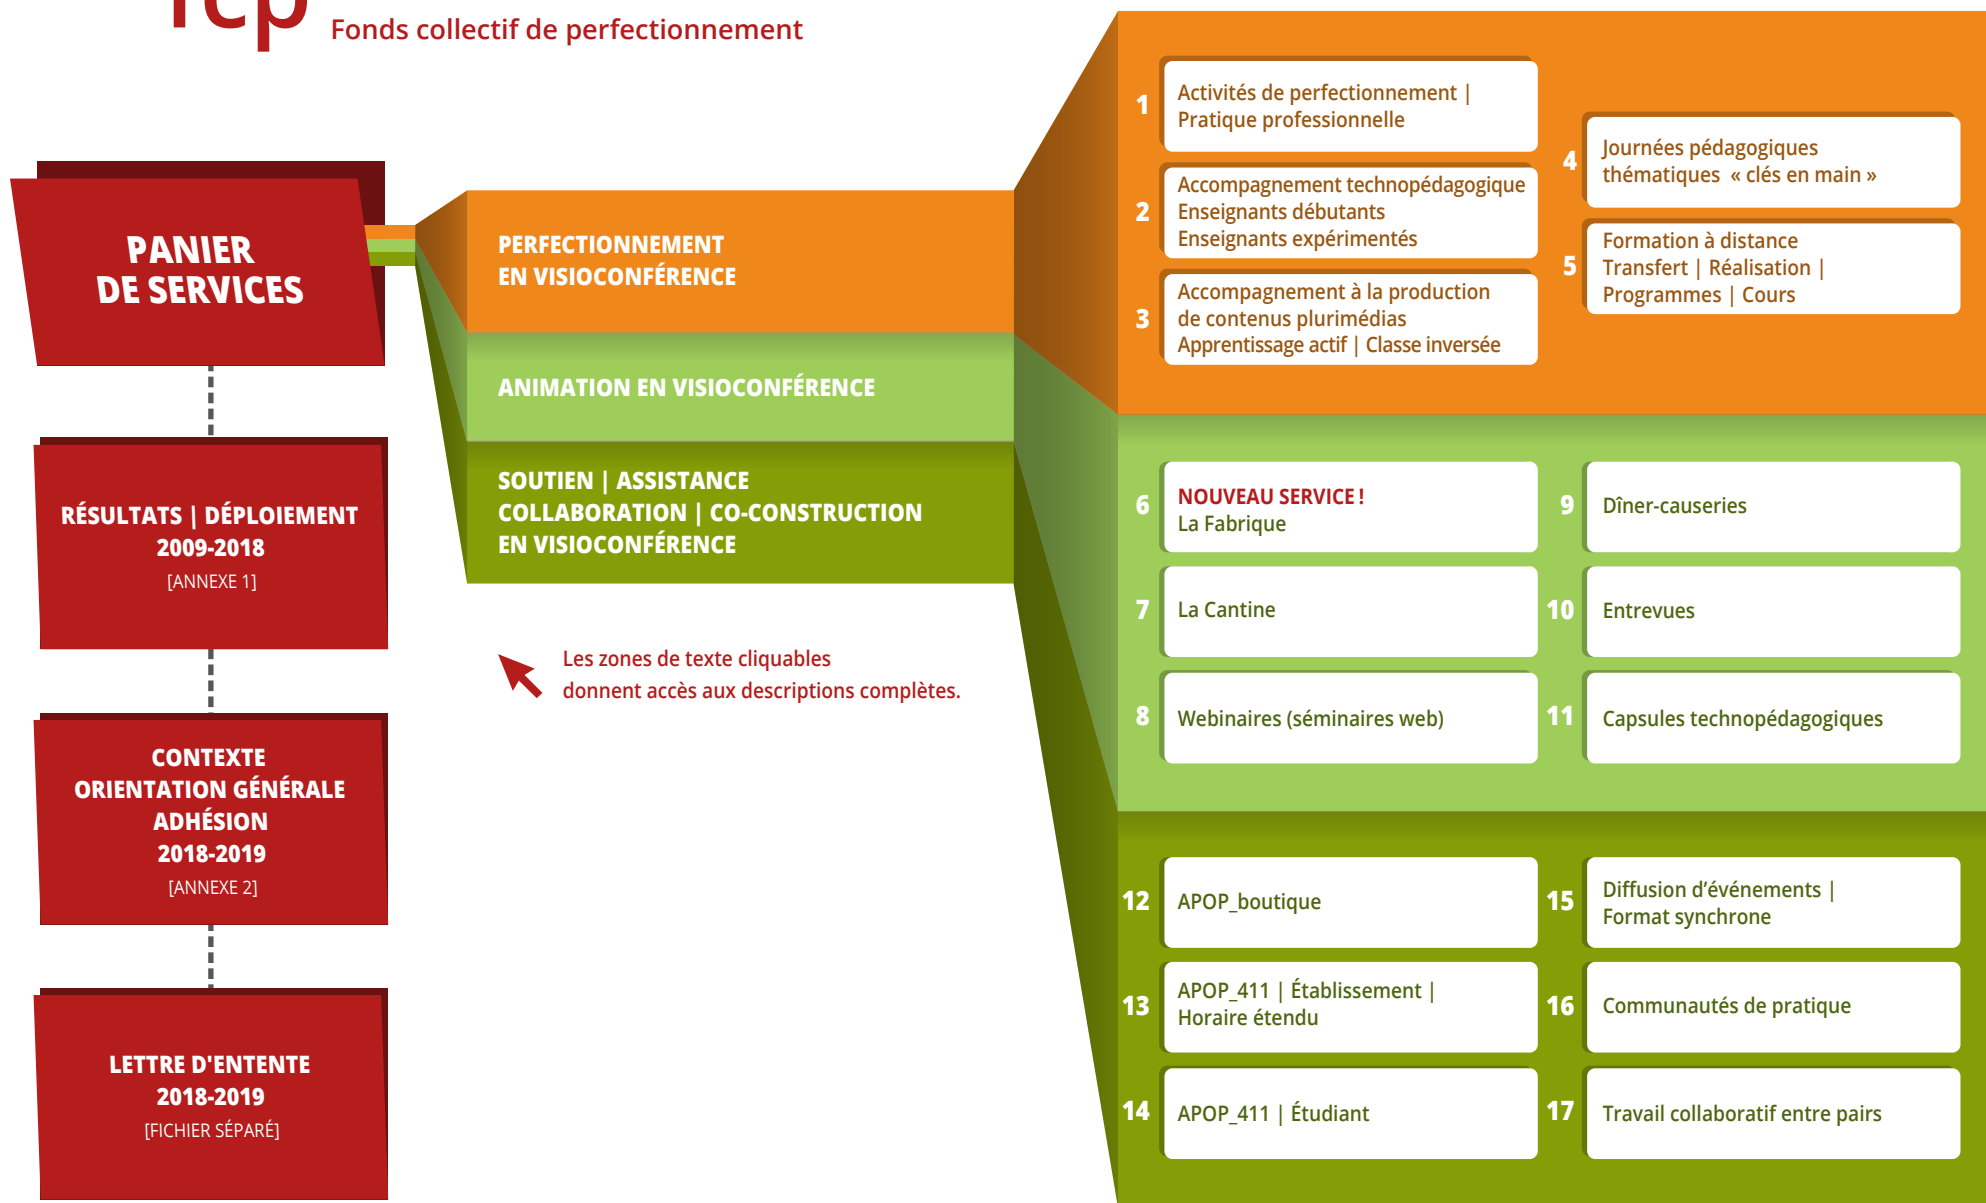 fcp
Fonds collectif de perfectionnement
PANIER
DE SERVICES
RÉSULTATS | DÉPLOIEMENT
2009-2018
[ANNEXE 1]
CONTEXTE
ORIENTATION GÉNÉRALE
ADHÉSION
2018-2019
[ANNEXE 2]
LETTRE D'ENTENTE
2018-2019
[FICHIER SÉPARÉ]
PERFECTIONNEMENT
EN VISIOCONFÉRENCE
ANIMATION EN VISIOCONFÉRENCE
SOUTIEN | ASSISTANCE
COLLABORATION | CO-CONSTRUCTION
EN VISIOCONFÉRENCE
Les zones de texte cliquables
donnent accès aux descriptions complètes.
1
Activités de perfectionnement |
Pratique professionnelle
2
Accompagnement technopédagogique
Enseignants débutants
Enseignants expérimentés
3
Accompagnement à la production
de contenus plurimédias
Apprentissage actif | Classe inversée
4
Journées pédagogiques
thématiques « clés en main »
5
Formation à distance
Transfert | Réalisation |
Programmes | Cours
6
NOUVEAU SERVICE !
La Fabrique
7
La Cantine
8
Webinaires (séminaires web)
9
Dîner-causeries
10
Entrevues
11
Capsules technopédagogiques
12
APOP_boutique
13
APOP_411 | Établissement |
Horaire étendu
14
APOP_411 | Étudiant
15
Diffusion d’événements |
Format synchrone
16
Communautés de pratique
17
Travail collaboratif entre pairs